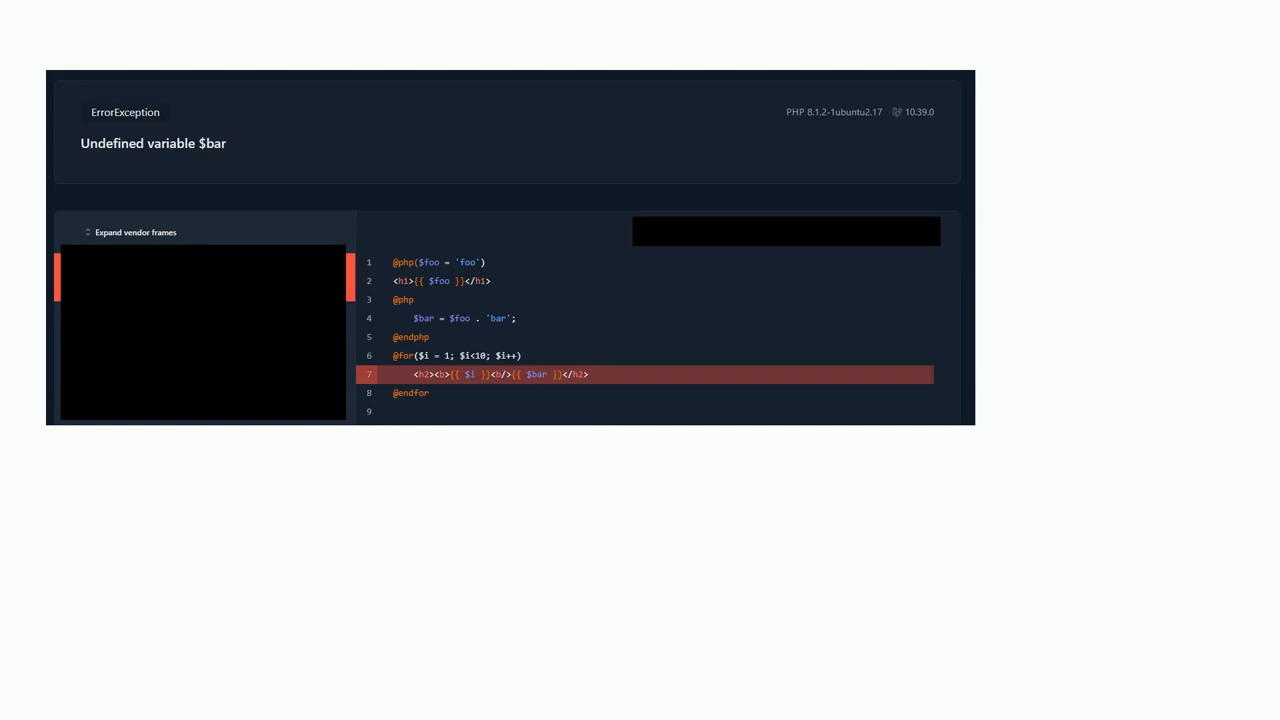 ErrorException
PHP 8.1.2-1ubuntu2.17 10.39.0
Undefined variable $bar
Expand vendor frames
1 @php($foo = 'foo')
2 <h1>{{ $foo }}</h1>
3 @php
4 $bar = $foo . 'bar';
5 @endphp
6 @for($i = 1; $i<10; $i++)
7 <h2><b>{{ $i }}<b/>{{ $bar }}</h2>
8 @endfor
9